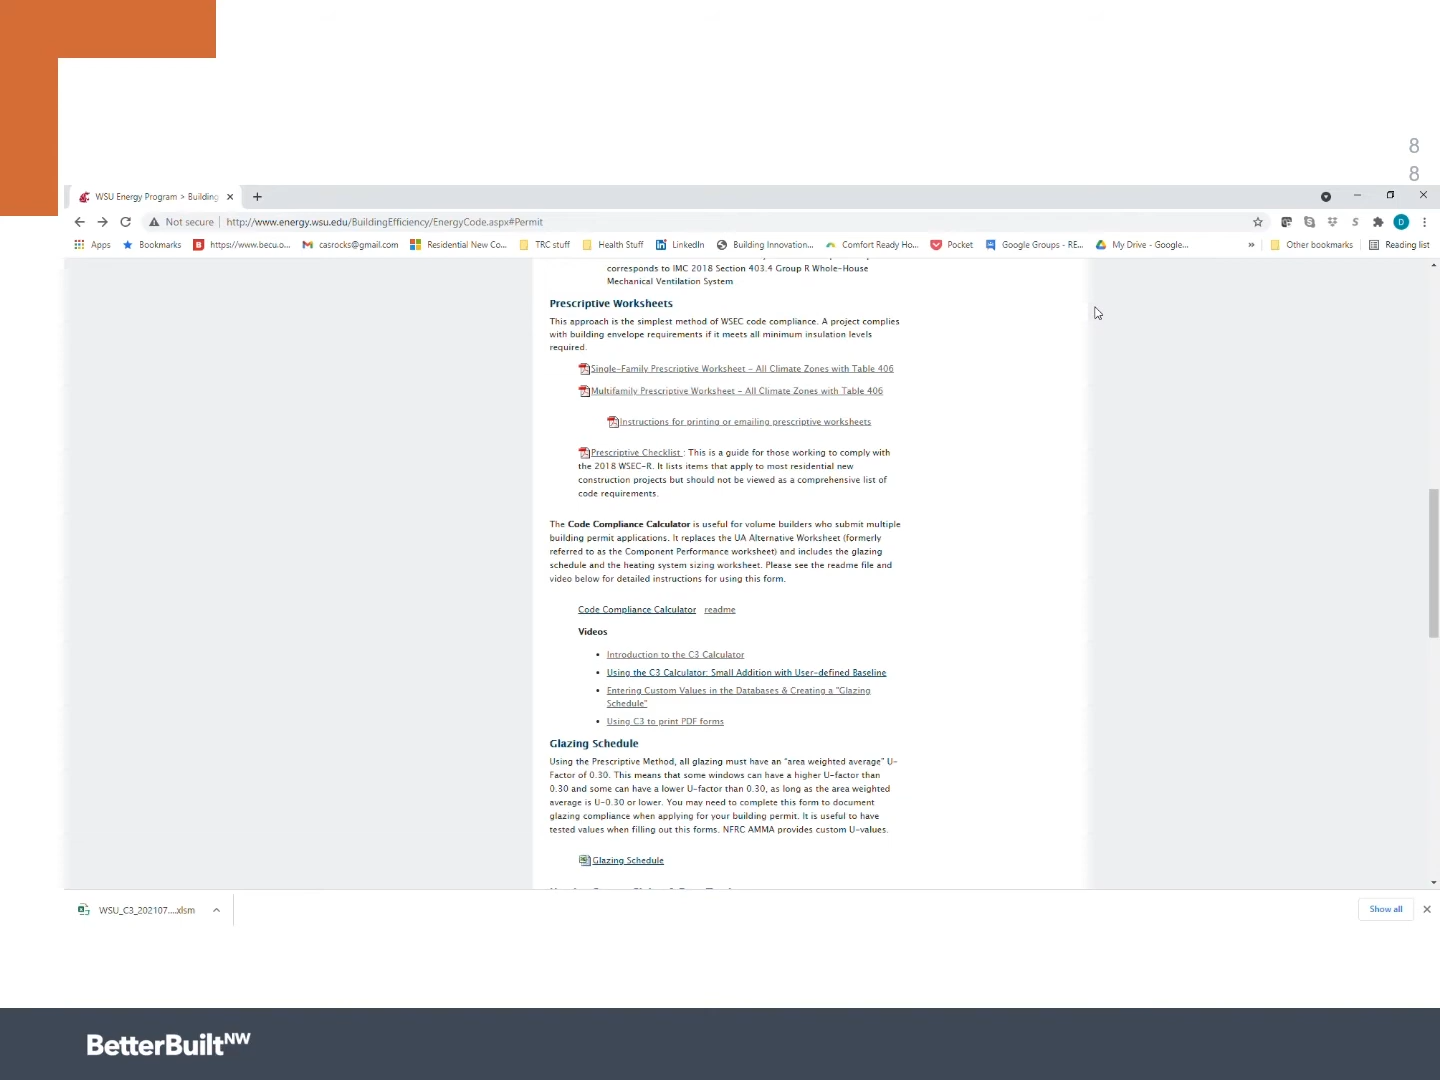 8
8
WSU Energy Program > Building
Not secure http://www.energy.wsu.edu/BuildingEfficiency/EnergyCode.aspx#Permit
Apps Bookmarks https://www.becu.o... casrocks@gmail.com Residential New Co... TRC stuff Health Stuff LinkedIn Building Innovation... Comfort Ready Ho... Pocket Google Groups - RE... My Drive - Google... » Other bookmarks Reading list
corresponds to IMC 2018 Section 403.4 Group R Whole-House
Mechanical Ventilation System
Prescriptive Worksheets
This approach is the simplest method of WSEC code compliance. A project complies
with building envelope requirements if it meets all minimum insulation levels
required.
Single-Family Prescriptive Worksheet - All Climate Zones with Table 406
Multifamily Prescriptive Worksheet - All Climate Zones with Table 406
Instructions for printing or emailing prescriptive worksheets
Prescriptive Checklist : This is a guide for those working to comply with
the 2018 WSEC-R. It lists items that apply to most residential new
construction projects but should not be viewed as a comprehensive list of
code requirements.
The Code Compliance Calculator is useful for volume builders who submit multiple
building permit applications. It replaces the UA Alternative Worksheet (formerly
referred to as the Component Performance worksheet) and includes the glazing
schedule and the heating system sizing worksheet. Please see the readme file and
video below for detailed instructions for using this form.
Code Compliance Calculator readme
Videos
• Introduction to the C3 Calculator
• Using the C3 Calculator: Small Addition with User-defined Baseline
• Entering Custom Values in the Databases & Creating a "Glazing
Schedule"
• Using C3 to print PDF forms
Glazing Schedule
Using the Prescriptive Method, all glazing must have an "area weighted average" U-
Factor of 0.30. This means that some windows can have a higher U-factor than
0.30 and some can have a lower U-factor than 0.30, as long as the area weighted
average is U-0.30 or lower. You may need to complete this form to document
glazing compliance when applying for your building permit. It is useful to have
tested values when filling out this forms. NFRC AMMA provides custom U-values.
Glazing Schedule
WSU_C3_202107....xlsm
Show all
BetterBuiltNW